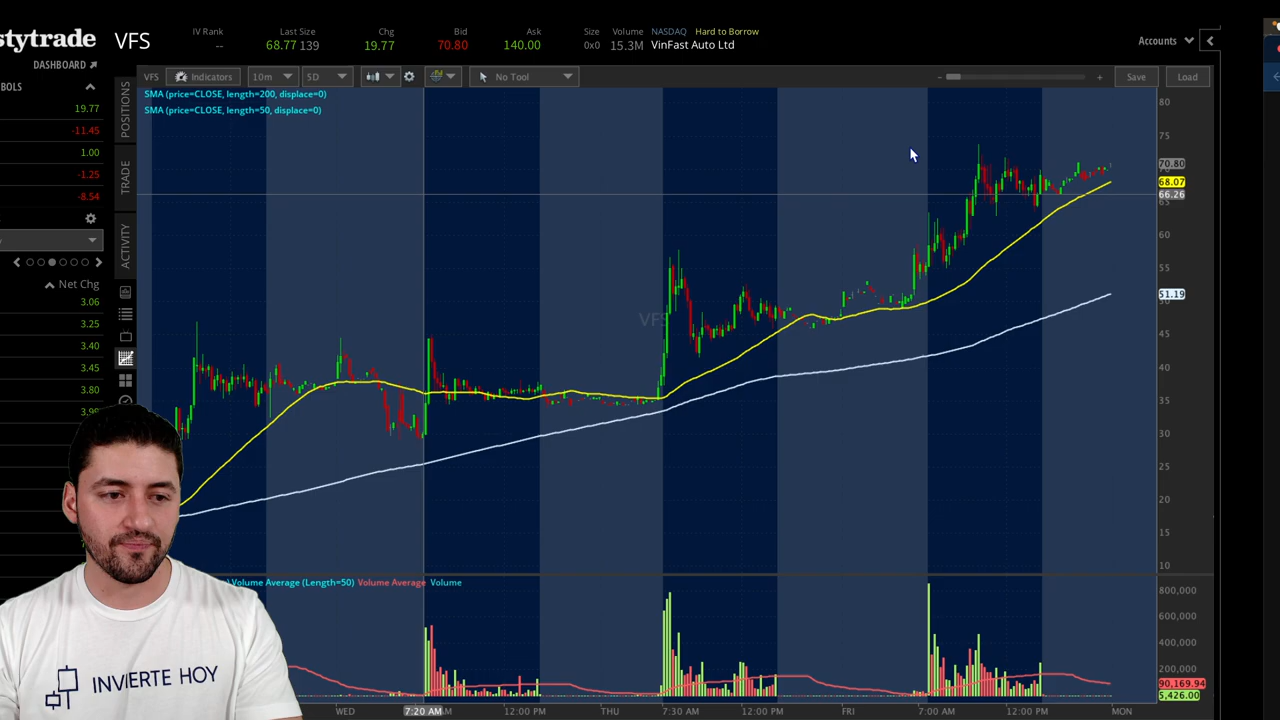 stytrade
VFS
IV Rank
--
Last Size
68.77 139
Chg
19.77
Bid
70.80
Ask
140.00
Size
0x0
Volume
15.3M
NASDAQ
Hard to Borrow
VinFast Auto Ltd
Accounts
DASHBOARD
BOLS
19.77
-11.45
1.00
-1.25
-8.54
Net Chg
3.06
3.25
3.40
3.45
3.80
POSITIONS
TRADE
ACTIVITY
VFS
Indicators
10m
5D
No Tool
- +
Save
Load
SMA (price=CLOSE, length=200, displace=0)
SMA (price=CLOSE, length=50, displace=0)
VFS
80
75
70.80
68.07
66.26
65
60
55
51.19
45
40
35
30
25
20
15
10
Volume Average (Length=50) Volume Average Volume
800,000
600,000
400,000
200,000
90,169.94
5,426.00
WED
7:20 AM
12:00 PM
THU
7:30 AM
12:00 PM
FRI
7:00 AM
12:00 PM
MON
INVIERTE HOY